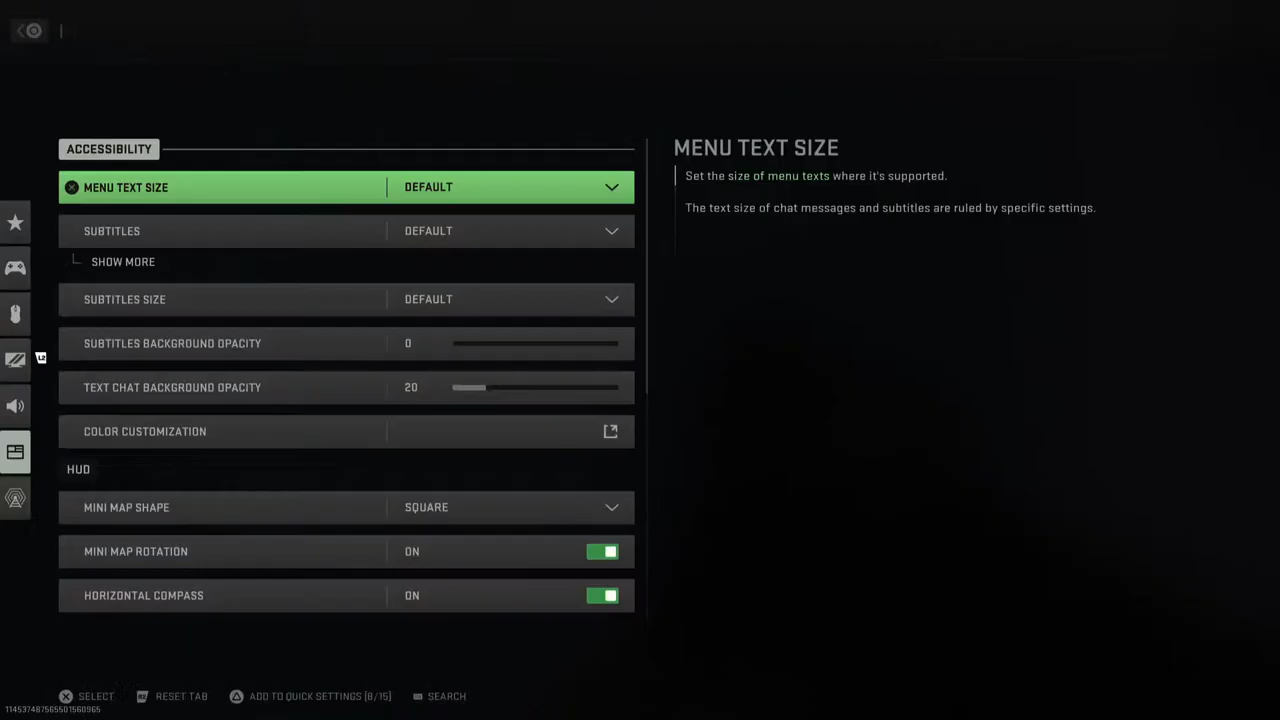 ACCESSIBILITY
MENU TEXT SIZE DEFAULT
SUBTITLES DEFAULT
SHOW MORE
SUBTITLES SIZE DEFAULT
SUBTITLES BACKGROUND OPACITY 0
TEXT CHAT BACKGROUND OPACITY 20
COLOR CUSTOMIZATION
HUD
MINI MAP SHAPE SQUARE
MINI MAP ROTATION ON
HORIZONTAL COMPASS ON
MENU TEXT SIZE
Set the size of menu texts where it's supported.
The text size of chat messages and subtitles are ruled by specific settings.
L2
SELECT RESET TAB ADD TO QUICK SETTINGS (8/15) SEARCH